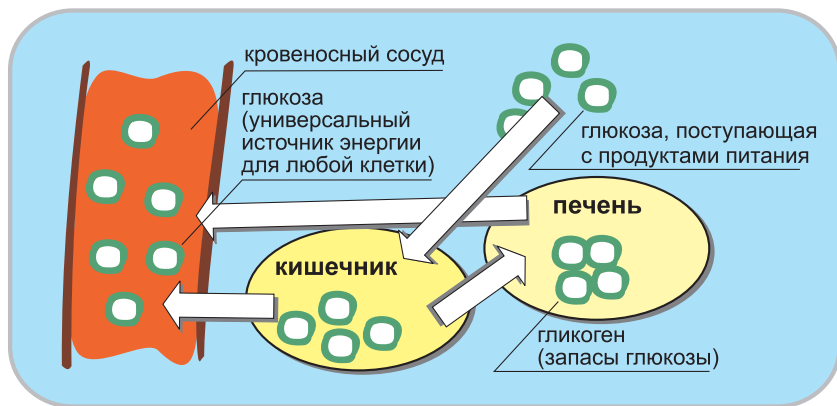 кровеносный сосуд
глюкоза
(универсальный
источник энергии
для любой клетки)
глюкоза, поступающая
с продуктами питания
печень
кишечник
гликоген
(запасы глюкозы)